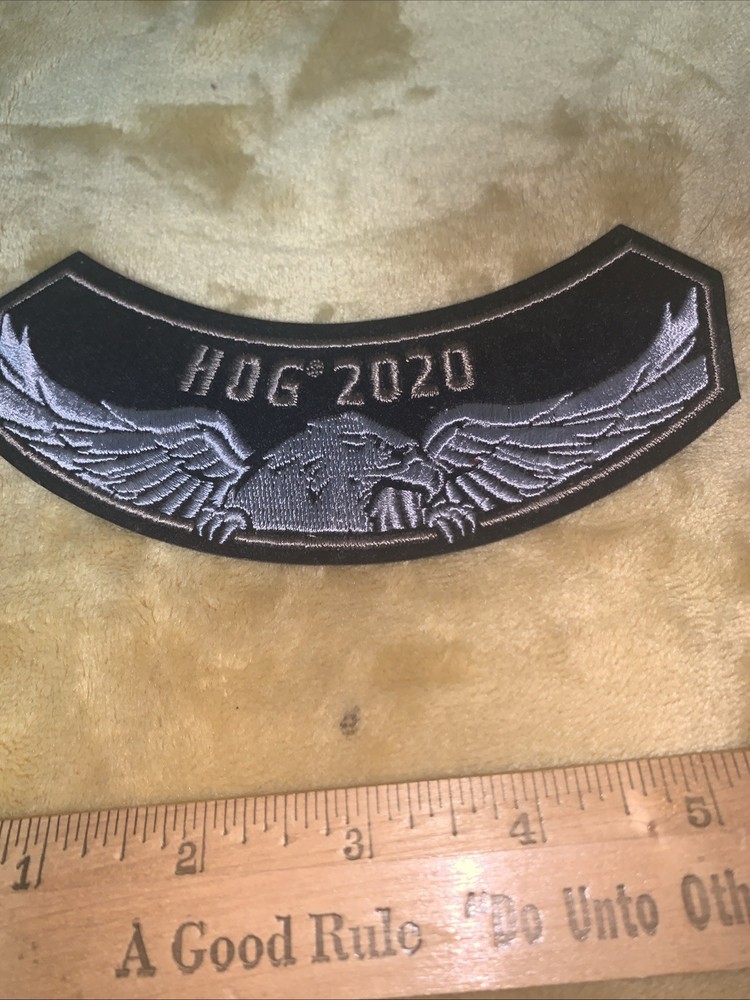 HOG® 2020
1 2 3 4 5
A Good Rule "Do Unto Oth